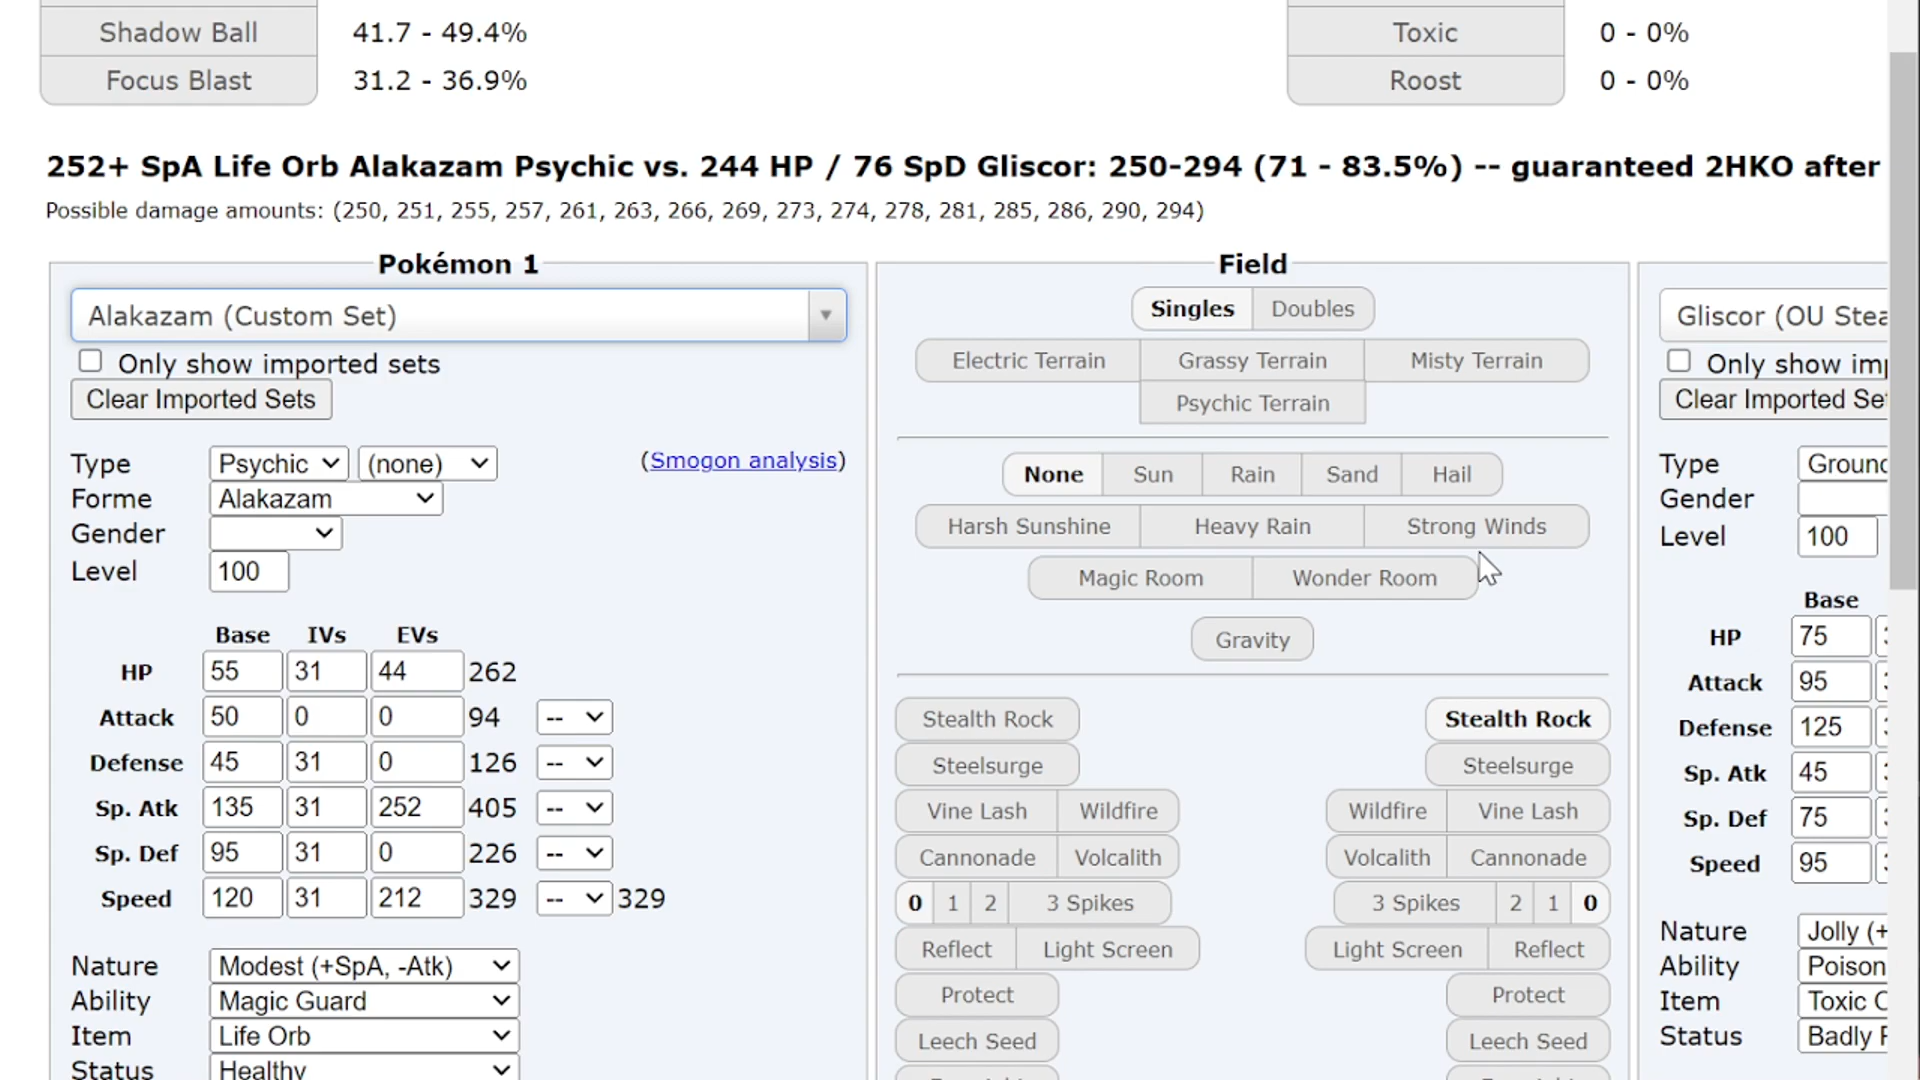 Shadow Ball 41.7 - 49.4% Toxic 0 - 0%
Focus Blast 31.2 - 36.9% Roost 0 - 0%
252+ SpA Life Orb Alakazam Psychic vs. 244 HP / 76 SpD Gliscor: 250-294 (71 - 83.5%) -- guaranteed 2HKO after
Possible damage amounts: (250, 251, 255, 257, 261, 263, 266, 269, 273, 274, 278, 281, 285, 286, 290, 294)
Pokémon 1
Alakazam (Custom Set)
Only show imported sets
Clear Imported Sets
Type Psychic (none) (Smogon analysis)
Forme Alakazam
Gender
Level 100
Base IVs EVs
HP 55 31 44 262
Attack 50 0 0 94 --
Defense 45 31 0 126 --
Sp. Atk 135 31 252 405 --
Sp. Def 95 31 0 226 --
Speed 120 31 212 329 -- 329
Nature Modest (+SpA, -Atk)
Ability Magic Guard
Item Life Orb
Status Healthy
Field
Singles Doubles
Electric Terrain Grassy Terrain Misty Terrain
Psychic Terrain
None Sun Rain Sand Hail
Harsh Sunshine Heavy Rain Strong Winds
Magic Room Wonder Room
Gravity
Stealth Rock Stealth Rock
Steelsurge Steelsurge
Vine Lash Wildfire Wildfire Vine Lash
Cannonade Volcalith Volcalith Cannonade
0 1 2 3 Spikes 3 Spikes 2 1 0
Reflect Light Screen Light Screen Reflect
Protect Protect
Leech Seed Leech Seed
Gliscor (OU Stea
Only show imp
Clear Imported Se
Type Ground
Gender
Level 100
Base
HP 75
Attack 95
Defense 125
Sp. Atk 45
Sp. Def 75
Speed 95
Nature Jolly (+
Ability Poison
Item Toxic O
Status Badly P